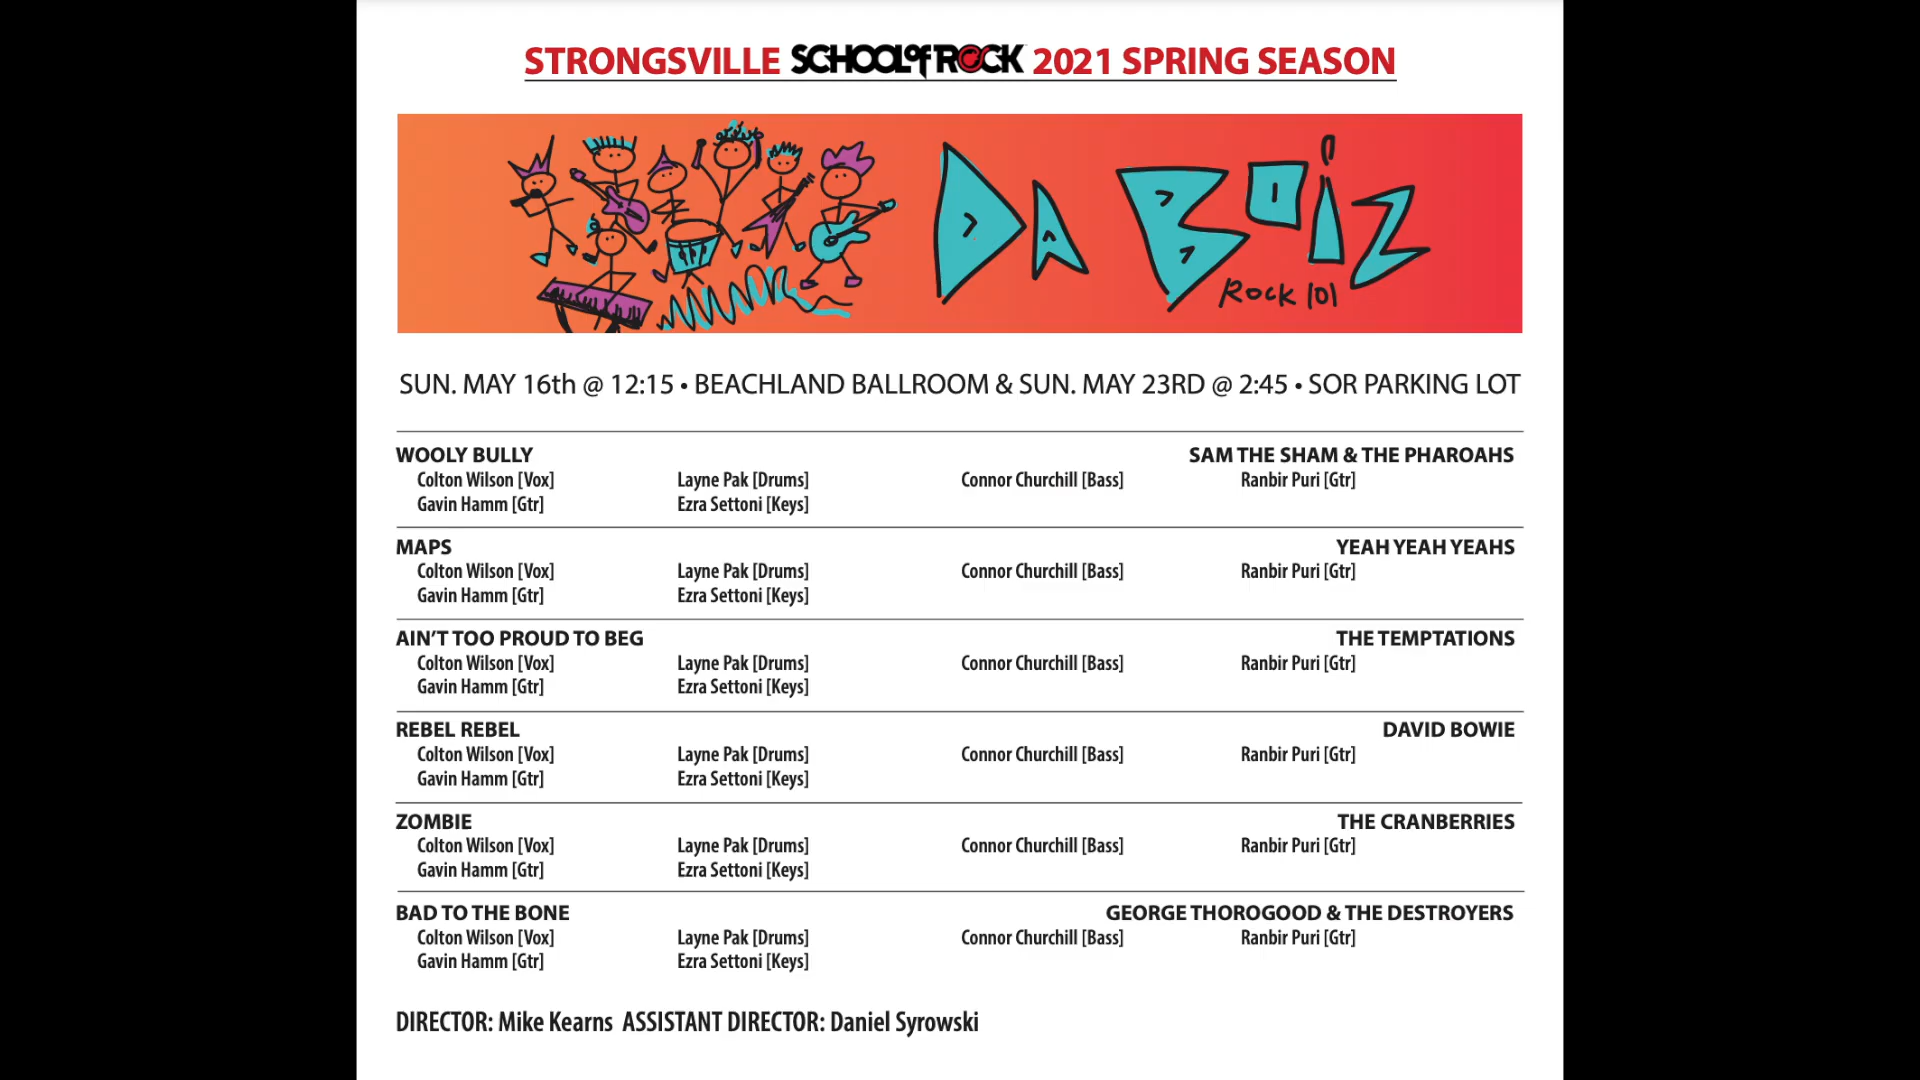 STRONGSVILLE SCHOOL of ROCK 2021 SPRING SEASON
DA BOiZ
ROCK 101
SUN. MAY 16th @ 12:15 • BEACHLAND BALLROOM & SUN. MAY 23RD @ 2:45 • SOR PARKING LOT
WOOLY BULLY SAM THE SHAM & THE PHAROAHS
Colton Wilson [Vox] Layne Pak [Drums] Connor Churchill [Bass] Ranbir Puri [Gtr]
Gavin Hamm [Gtr] Ezra Settoni [Keys]
MAPS YEAH YEAH YEAHS
Colton Wilson [Vox] Layne Pak [Drums] Connor Churchill [Bass] Ranbir Puri [Gtr]
Gavin Hamm [Gtr] Ezra Settoni [Keys]
AIN'T TOO PROUD TO BEG THE TEMPTATIONS
Colton Wilson [Vox] Layne Pak [Drums] Connor Churchill [Bass] Ranbir Puri [Gtr]
Gavin Hamm [Gtr] Ezra Settoni [Keys]
REBEL REBEL DAVID BOWIE
Colton Wilson [Vox] Layne Pak [Drums] Connor Churchill [Bass] Ranbir Puri [Gtr]
Gavin Hamm [Gtr] Ezra Settoni [Keys]
ZOMBIE THE CRANBERRIES
Colton Wilson [Vox] Layne Pak [Drums] Connor Churchill [Bass] Ranbir Puri [Gtr]
Gavin Hamm [Gtr] Ezra Settoni [Keys]
BAD TO THE BONE GEORGE THOROGOOD & THE DESTROYERS
Colton Wilson [Vox] Layne Pak [Drums] Connor Churchill [Bass] Ranbir Puri [Gtr]
Gavin Hamm [Gtr] Ezra Settoni [Keys]
DIRECTOR: Mike Kearns ASSISTANT DIRECTOR: Daniel Syrowski